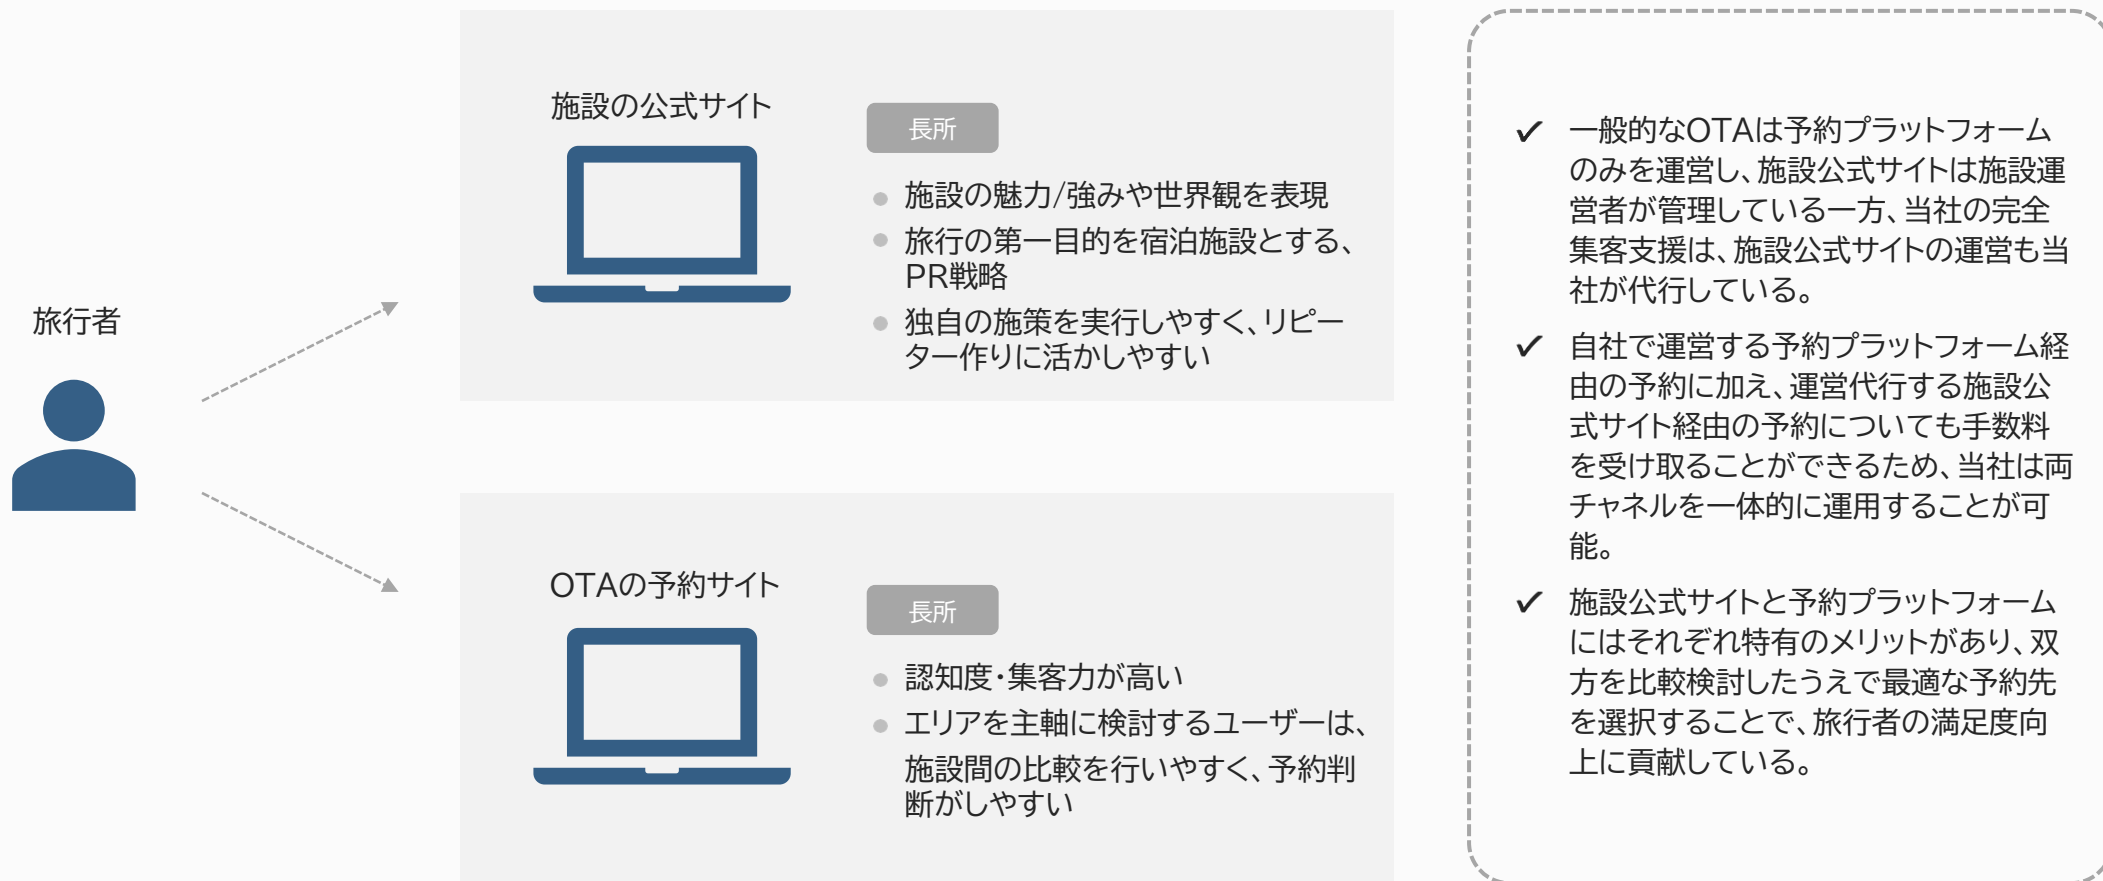 旅行者
施設の公式サイト
長所
施設の魅力/強みや世界観を表現
旅行の第一目的を宿泊施設とする、
PR戦略
独自の施策を実行しやすく、リピー
ター作りに活かしやすい
OTAの予約サイト
長所
認知度・集客力が高い
エリアを主軸に検討するユーザーは、
施設間の比較を行いやすく、予約判
断がしやすい
✓ 一般的なOTAは予約プラットフォーム
のみを運営し、施設公式サイトは施設運
営者が管理している一方、当社の完全
集客支援は、施設公式サイトの運営も当
社が代行している。
✓ 自社で運営する予約プラットフォーム経
由の予約に加え、運営代行する施設公
式サイト経由の予約についても手数料
を受け取ることができるため、当社は両
チャネルを一体的に運用することが可
能。
✓ 施設公式サイトと予約プラットフォーム
にはそれぞれ特有のメリットがあり、双
方を比較検討したうえで最適な予約先
を選択することで、旅行者の満足度向
上に貢献している。